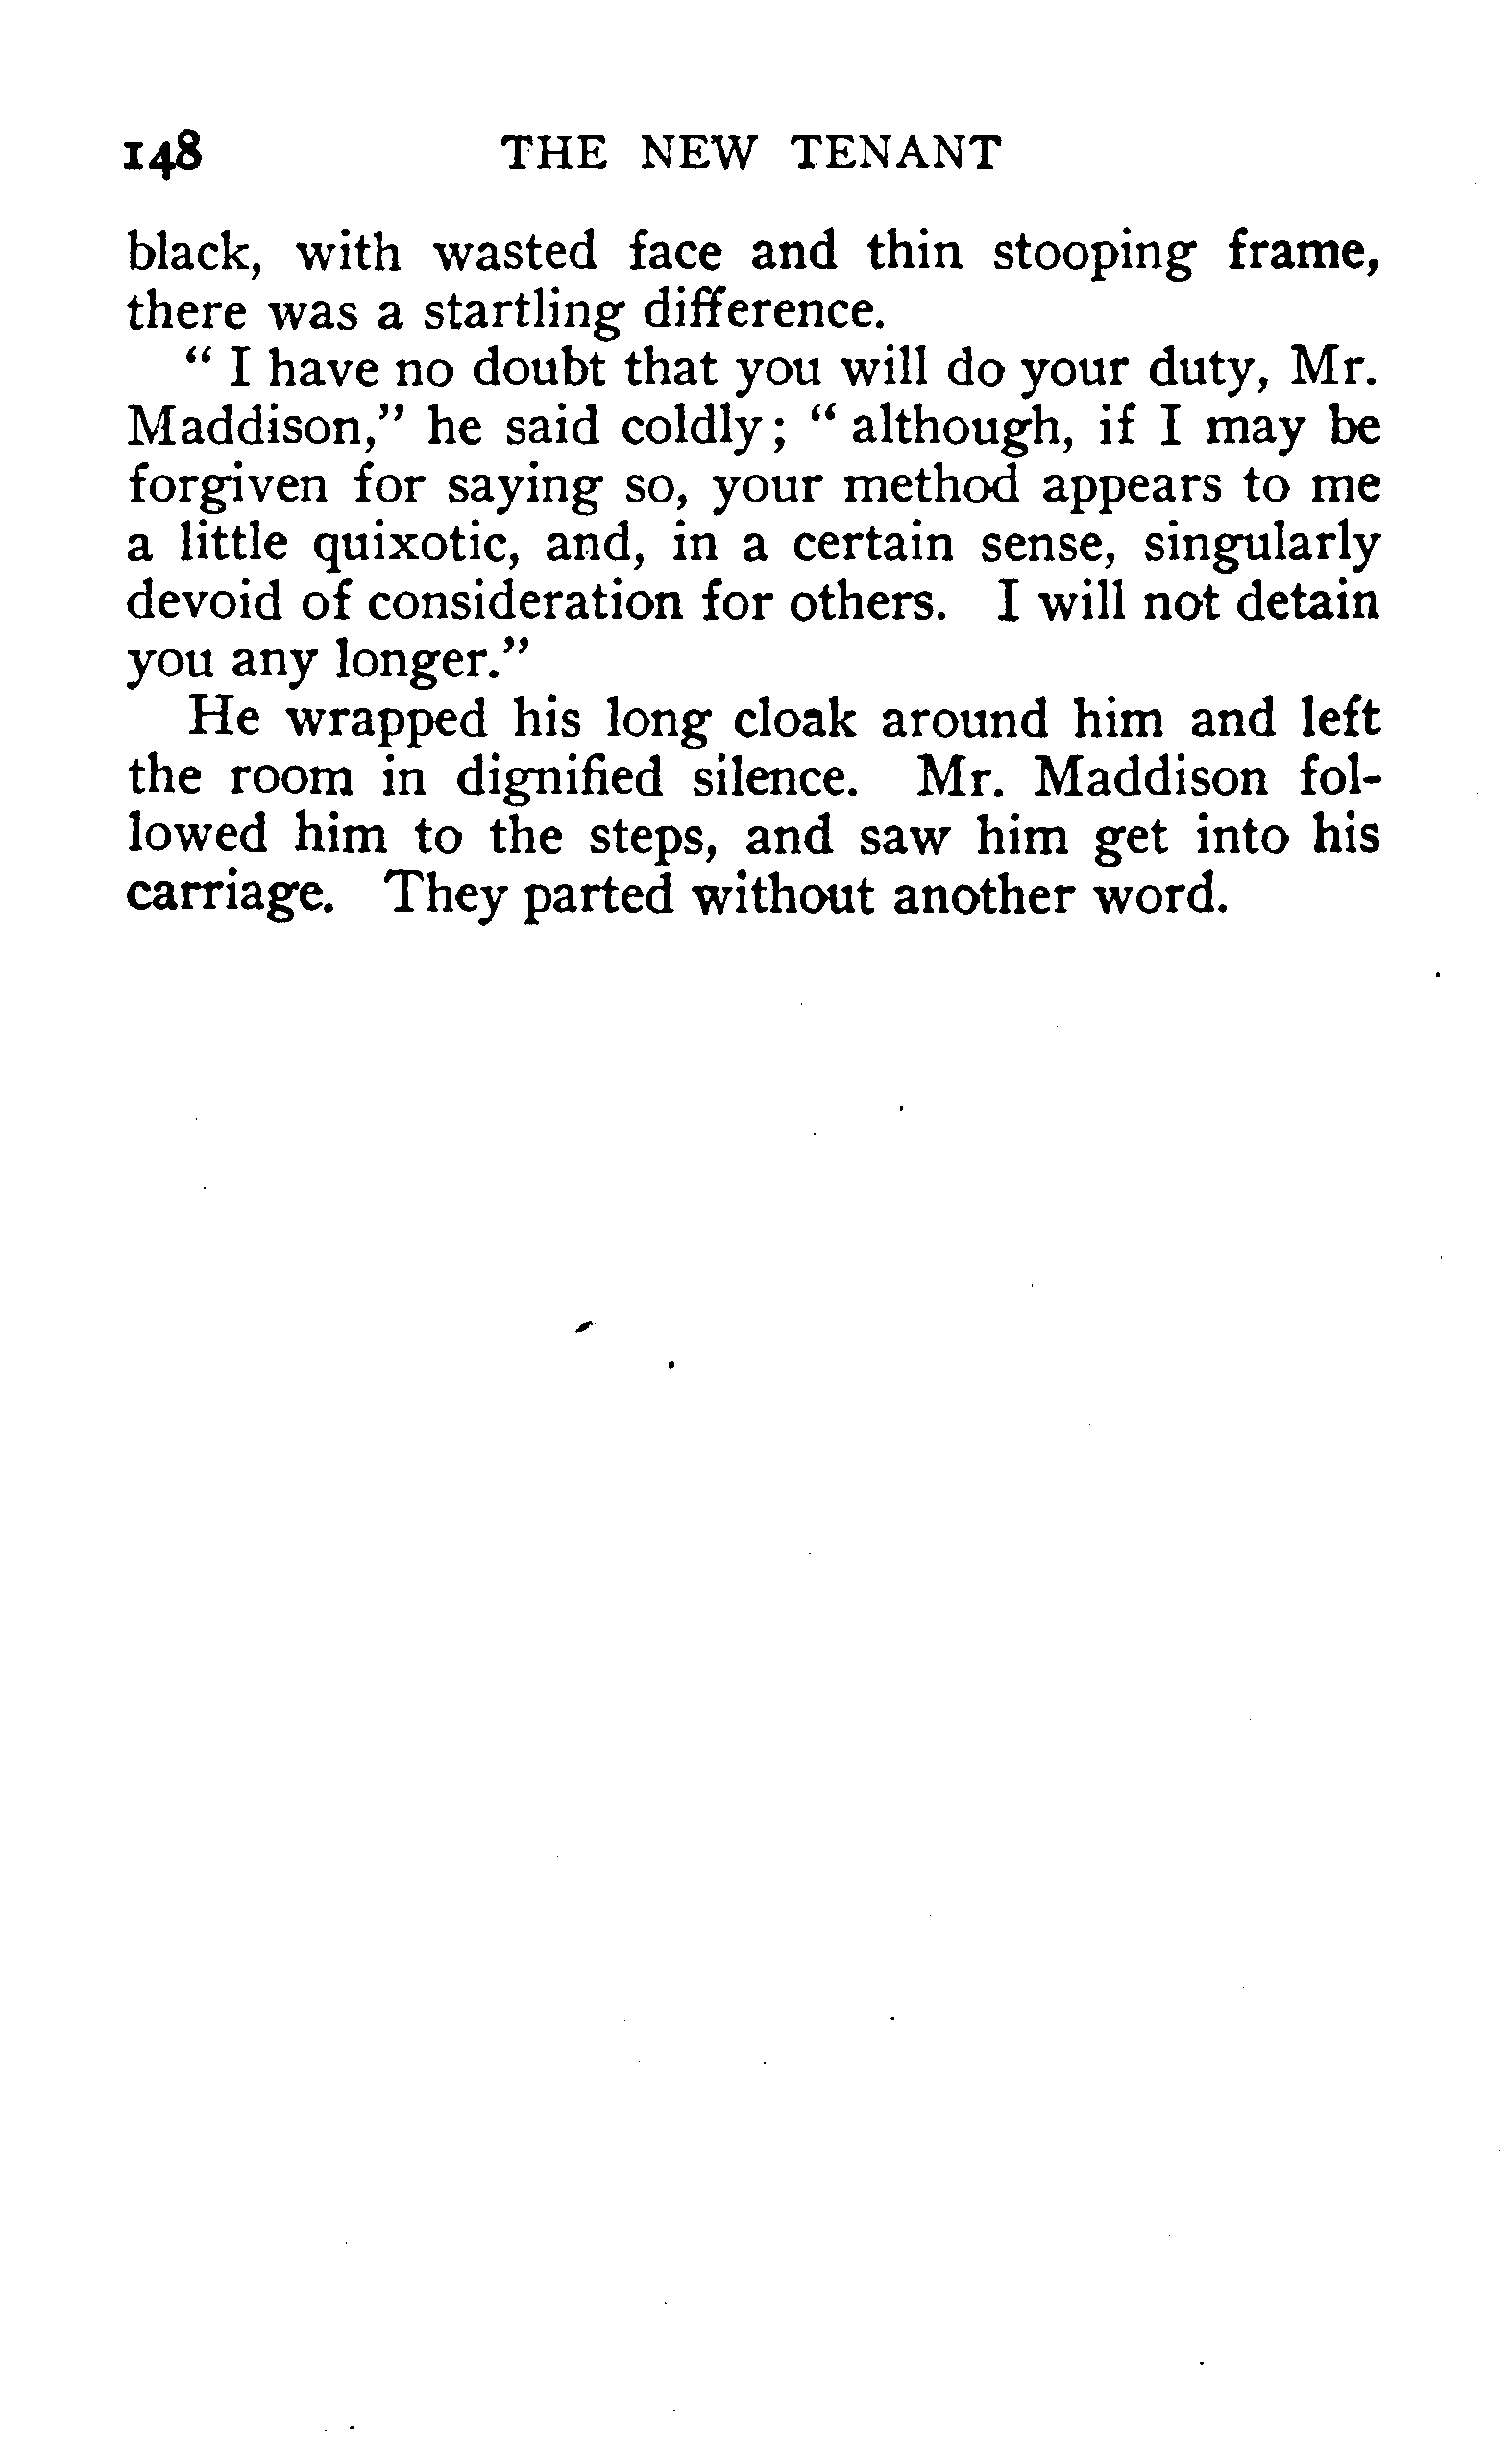 148 THE NEW TENANT
black, with wasted face and thin stooping frame,
there was a startling difference.
“ I have no doubt that you will do your duty, Mr.
Maddison,” he said coldly; “ although, if I may be
forgiven for saying so, your method appears to me
a little quixotic, and, in a certain sense, singularly
devoid of consideration for others. I will not detain
you any longer.”
He wrapped his long cloak around him and left
the room in dignified silence. Mr. Maddison fol-
lowed him to the steps, and saw him get into his
carriage. They parted without another word.